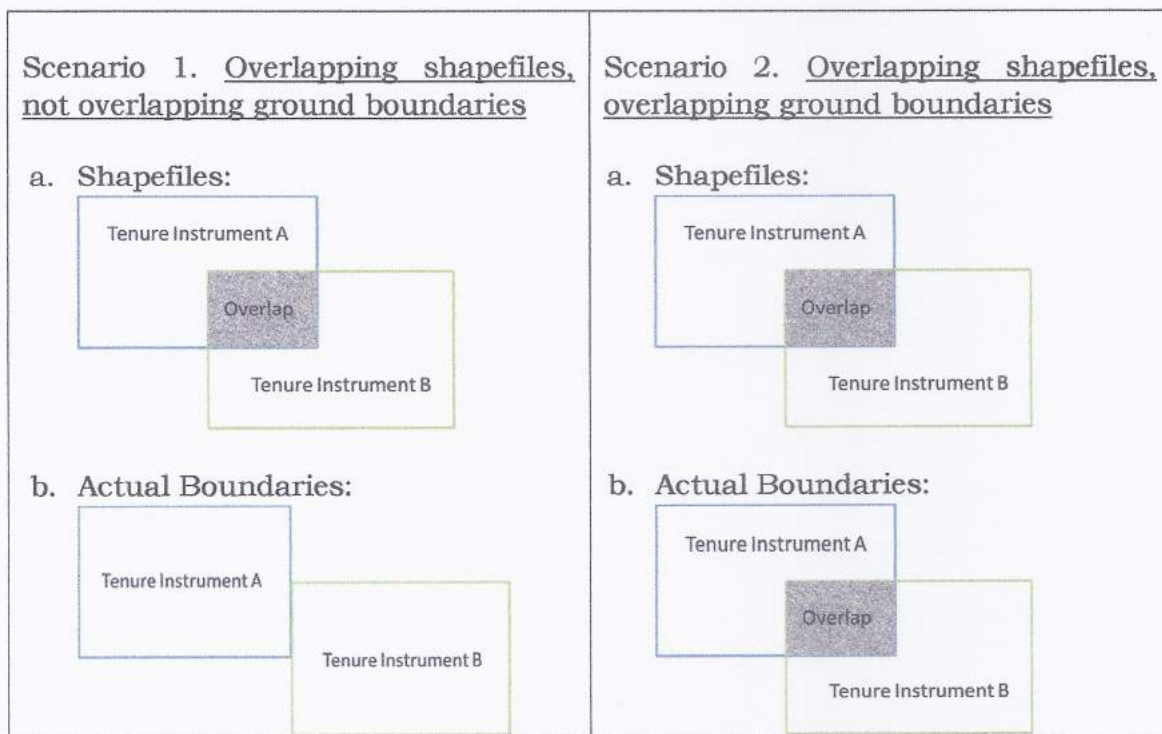 Scenario 1. Overlapping shapefiles,
not overlapping ground boundaries
a. Shapefiles:
Tenure Instrument A
Overlap
Tenure Instrument B
b. Actual Boundaries:
Tenure Instrument A
Tenure Instrument B
Scenario 2. Overlapping shapefiles,
overlapping ground boundaries
a. Shapefiles:
Tenure Instrument A
Overlap
Tenure Instrument B
b. Actual Boundaries:
Tenure Instrument A
Overlap
Tenure Instrument B